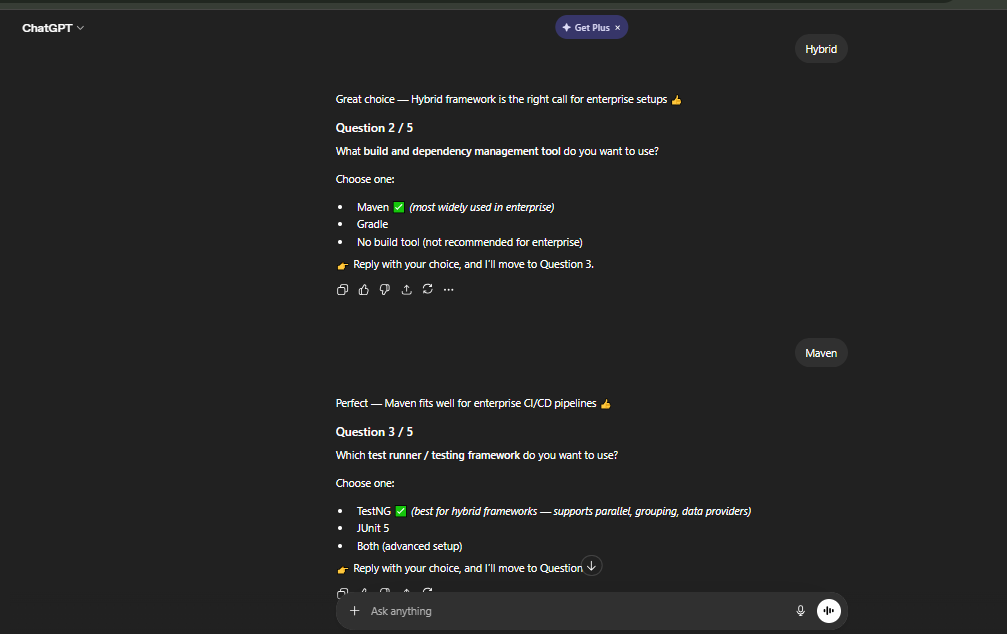 ChatGPT
Get Plus ×
Hybrid
Great choice — Hybrid framework is the right call for enterprise setups 👍
Question 2 / 5
What build and dependency management tool do you want to use?
Choose one:
• Maven ✅ (most widely used in enterprise)
• Gradle
• No build tool (not recommended for enterprise)
👉 Reply with your choice, and I'll move to Question 3.
Maven
Perfect — Maven fits well for enterprise CI/CD pipelines 👍
Question 3 / 5
Which test runner / testing framework do you want to use?
Choose one:
• TestNG ✅ (best for hybrid frameworks — supports parallel, grouping, data providers)
• JUnit 5
• Both (advanced setup)
👉 Reply with your choice, and I'll move to Question
Ask anything